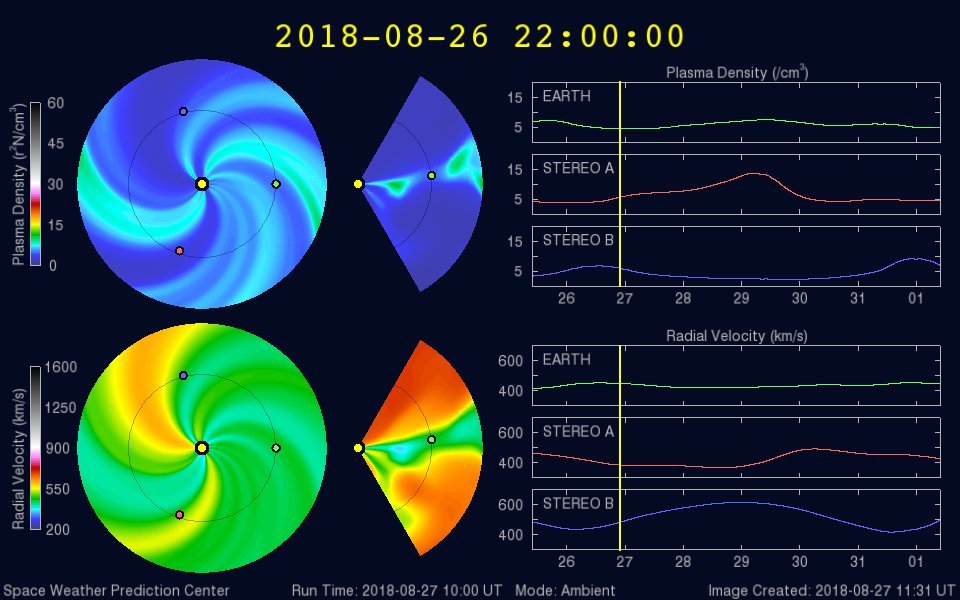 2018-08-26 22:00:00
Plasma Density (r²N/cm³)
60
45
30
15
0
Plasma Density (/cm³)
EARTH
15
5
STEREO A
15
5
STEREO B
15
5
26 27 28 29 30 31 01
Radial Velocity (km/s)
1600
1250
900
550
200
Radial Velocity (km/s)
EARTH
600
400
STEREO A
600
400
STEREO B
600
400
26 27 28 29 30 31 01
Space Weather Prediction Center Run Time: 2018-08-27 10:00 UT Mode: Ambient Image Created: 2018-08-27 11:31 UT